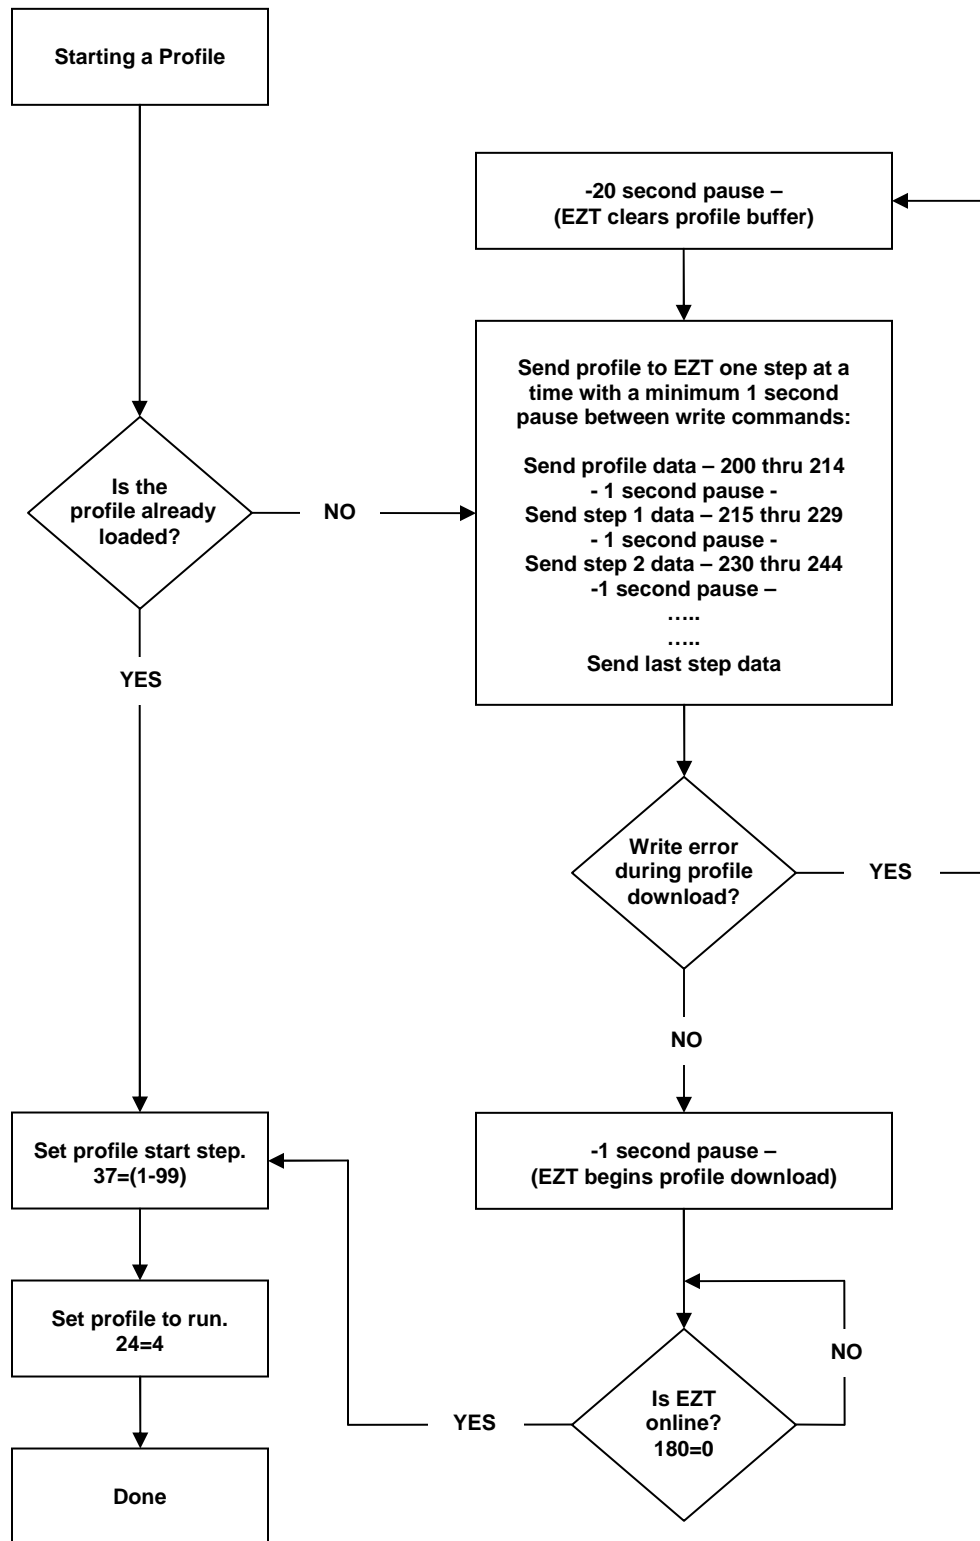 Starting a Profile
-20 second pause –
(EZT clears profile buffer)
Send profile to EZT one step at a
time with a minimum 1 second
pause between write commands:
Send profile data – 200 thru 214
- 1 second pause -
Send step 1 data – 215 thru 229
- 1 second pause -
Send step 2 data – 230 thru 244
-1 second pause –
…..
…..
Send last step data
Is the
profile already
loaded?
NO
YES
Write error
during profile
download?
YES
NO
-1 second pause –
(EZT begins profile download)
Set profile start step.
37=(1-99)
Set profile to run.
24=4
NO
Is EZT
online?
180=0
YES
Done